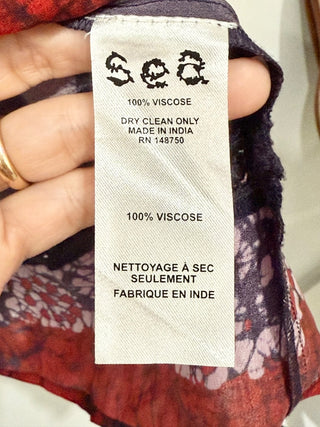 sea
100% VISCOSE
DRY CLEAN ONLY
MADE IN INDIA
RN 148750
100% VISCOSE
NETTOYAGE À SEC
SEULEMENT
FABRIQUE EN INDE